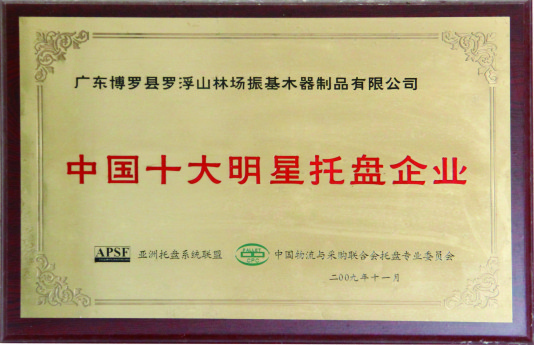 广东博罗县罗浮山林场振基木器制品有限公司
中国十大明星托盘企业
APSF 亚洲托盘系统联盟 中国物流与采购联合会托盘专业委员会
二00九年十一月